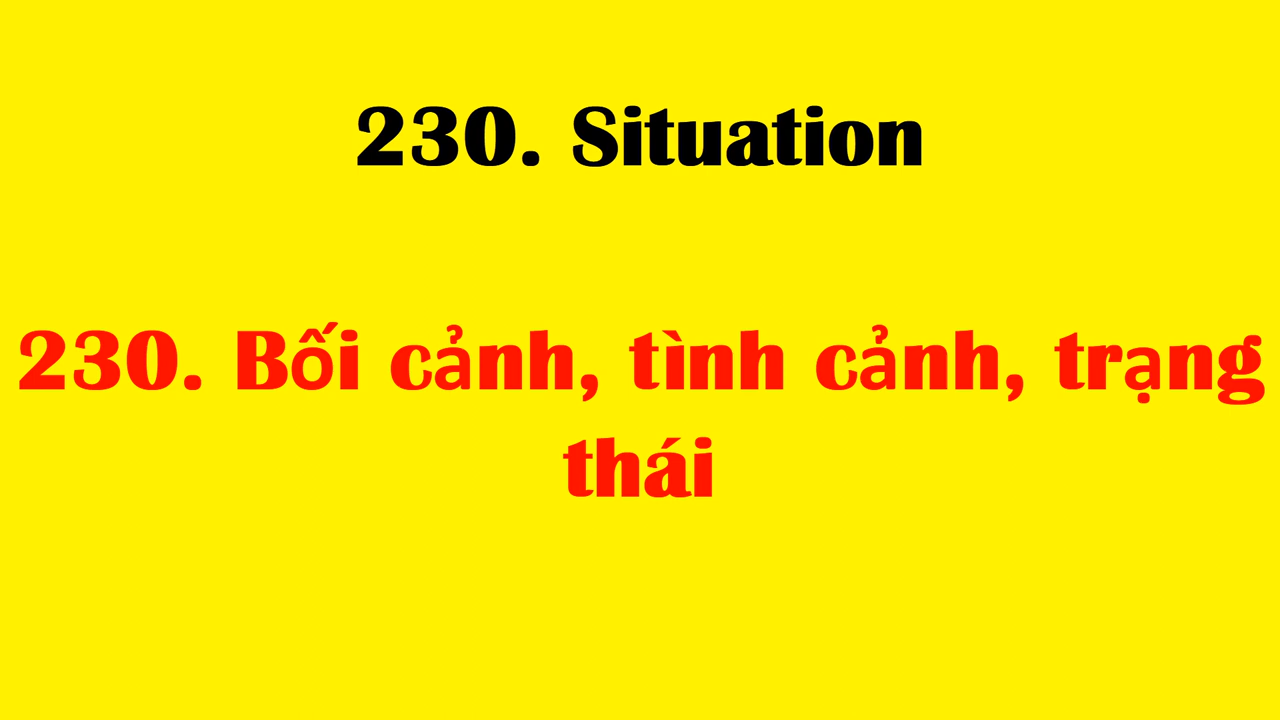 230. Situation
230. Bối cảnh, tình cảnh, trạng
thái